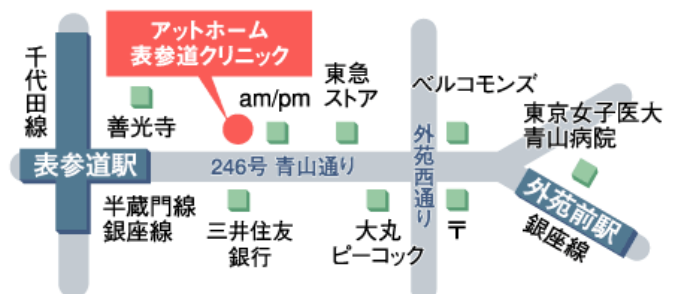 アットホーム
表参道クリニック
千代田線
善光寺
am/pm
東急
ストア
ベルコモンズ
東京女子医大
青山病院
表参道駅
246号 青山通り
外苑西通り
半蔵門線
銀座線
三井住友
銀行
大丸
ピーコック
〒
外苑前駅
銀座線